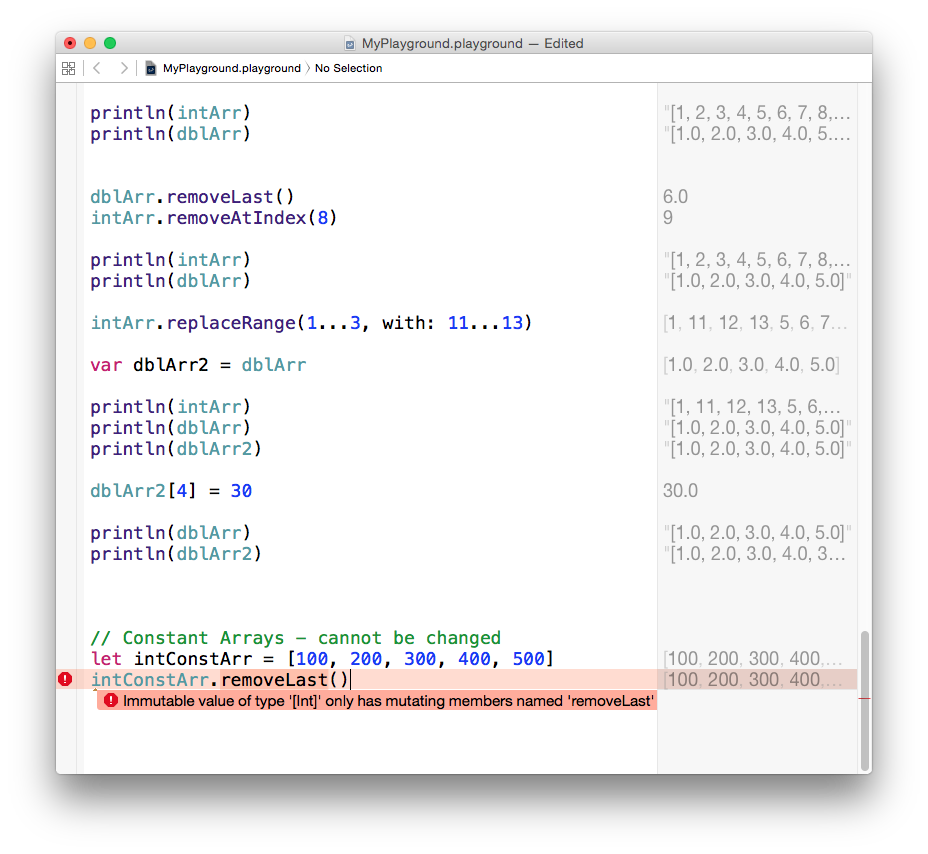 MyPlayground.playground — Edited
MyPlayground.playground 〉 No Selection
println(intArr) "[1, 2, 3, 4, 5, 6, 7, 8,...
println(dblArr) "[1.0, 2.0, 3.0, 4.0, 5....
dblArr.removeLast() 6.0
intArr.removeAtIndex(8) 9
println(intArr) "[1, 2, 3, 4, 5, 6, 7, 8,...
println(dblArr) "[1.0, 2.0, 3.0, 4.0, 5.0]"
intArr.replaceRange(1...3, with: 11...13) [1, 11, 12, 13, 5, 6, 7...
var dblArr2 = dblArr [1.0, 2.0, 3.0, 4.0, 5.0]
println(intArr) "[1, 11, 12, 13, 5, 6,...
println(dblArr) "[1.0, 2.0, 3.0, 4.0, 5.0]"
println(dblArr2) "[1.0, 2.0, 3.0, 4.0, 5.0]"
dblArr2[4] = 30 30.0
println(dblArr) "[1.0, 2.0, 3.0, 4.0, 5.0]"
println(dblArr2) "[1.0, 2.0, 3.0, 4.0, 3...
// Constant Arrays – cannot be changed
let intConstArr = [100, 200, 300, 400, 500] [100, 200, 300, 400,...
intConstArr.removeLast() [100, 200, 300, 400,...
Immutable value of type '[Int]' only has mutating members named 'removeLast'